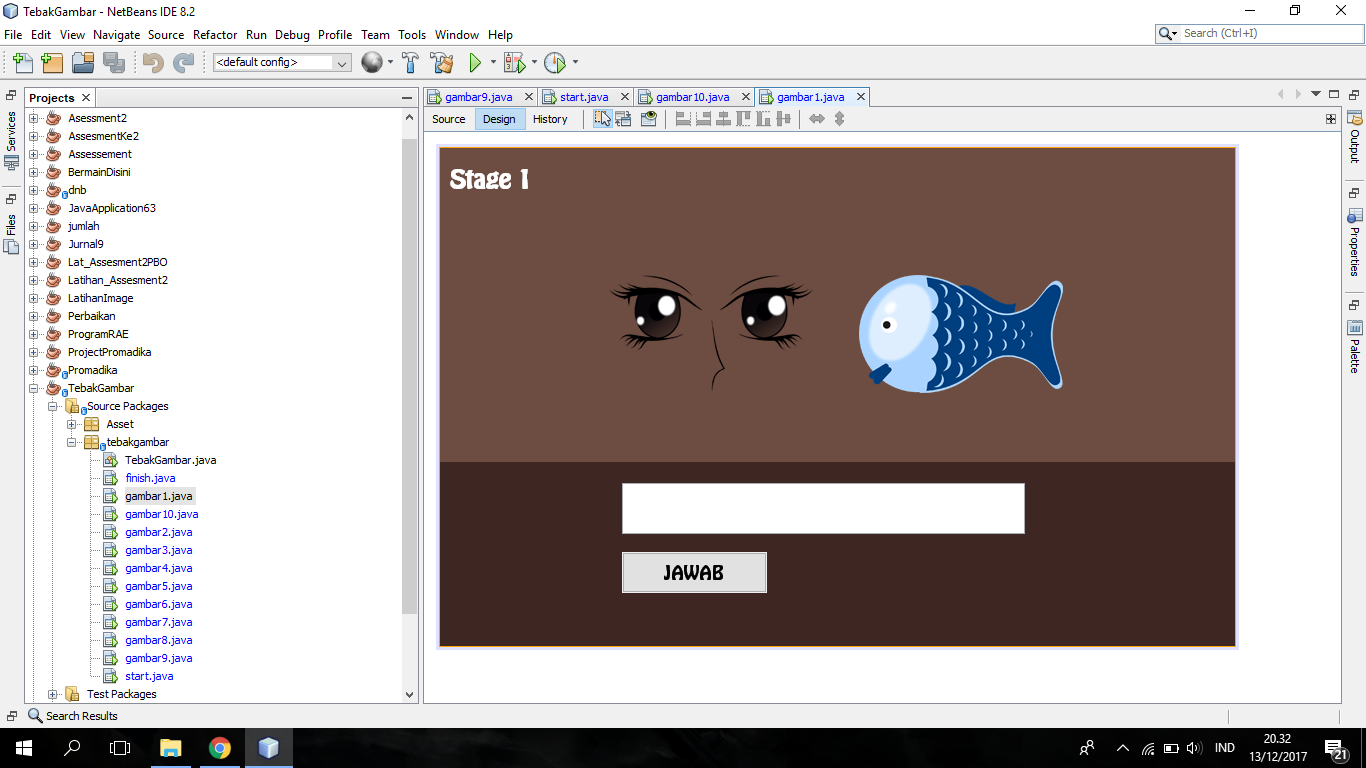 TebakGambar - NetBeans IDE 8.2
File Edit View Navigate Source Refactor Run Debug Profile Team Tools Window Help
Search (Ctrl+I)
<default config>
Projects
gambar9.java
start.java
gambar10.java
gambar1.java
Source
Design
History
Services
Files
Asessment2
AssesmentKe2
Assessement
BermainDisini
dnb
JavaApplication63
jumlah
Jurnal9
Lat_Assesment2PBO
Latihan_Assesment2
LatihanImage
Perbaikan
ProgramRAE
ProjectPromadika
Promadika
TebakGambar
Source Packages
Asset
tebakgambar
TebakGambar.java
finish.java
gambar1.java
gambar10.java
gambar2.java
gambar3.java
gambar4.java
gambar5.java
gambar6.java
gambar7.java
gambar8.java
gambar9.java
start.java
Test Packages
Stage 1
JAWAB
Output
Properties
Palette
Search Results
IND
20.32
13/12/2017
21